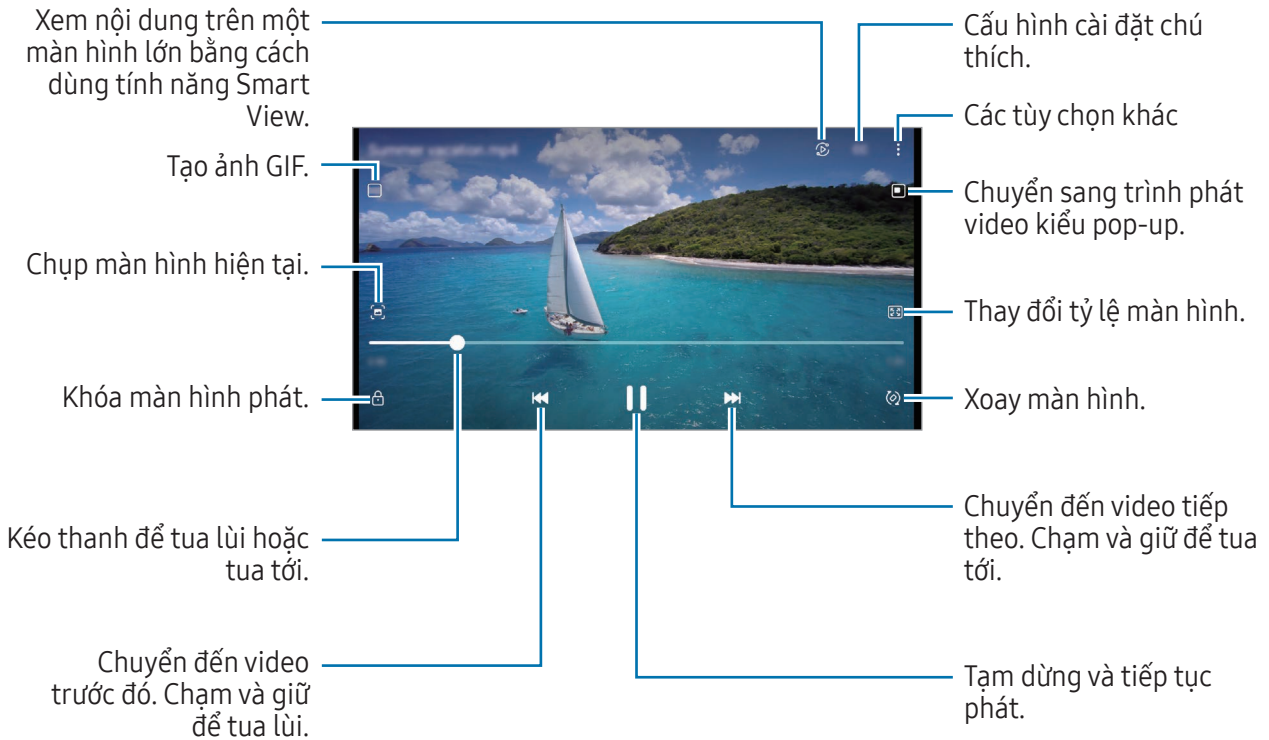 Xem nội dung trên một
màn hình lớn bằng cách
dùng tính năng Smart
View.
Tạo ảnh GIF.
Chụp màn hình hiện tại.
Khóa màn hình phát.
Kéo thanh để tua lùi hoặc
tua tới.
Chuyển đến video
trước đó. Chạm và giữ
để tua lùi.
Cấu hình cài đặt chú
thích.
Các tùy chọn khác
Chuyển sang trình phát
video kiểu pop-up.
Thay đổi tỷ lệ màn hình.
Xoay màn hình.
Chuyển đến video tiếp
theo. Chạm và giữ để tua
tới.
Tạm dừng và tiếp tục
phát.